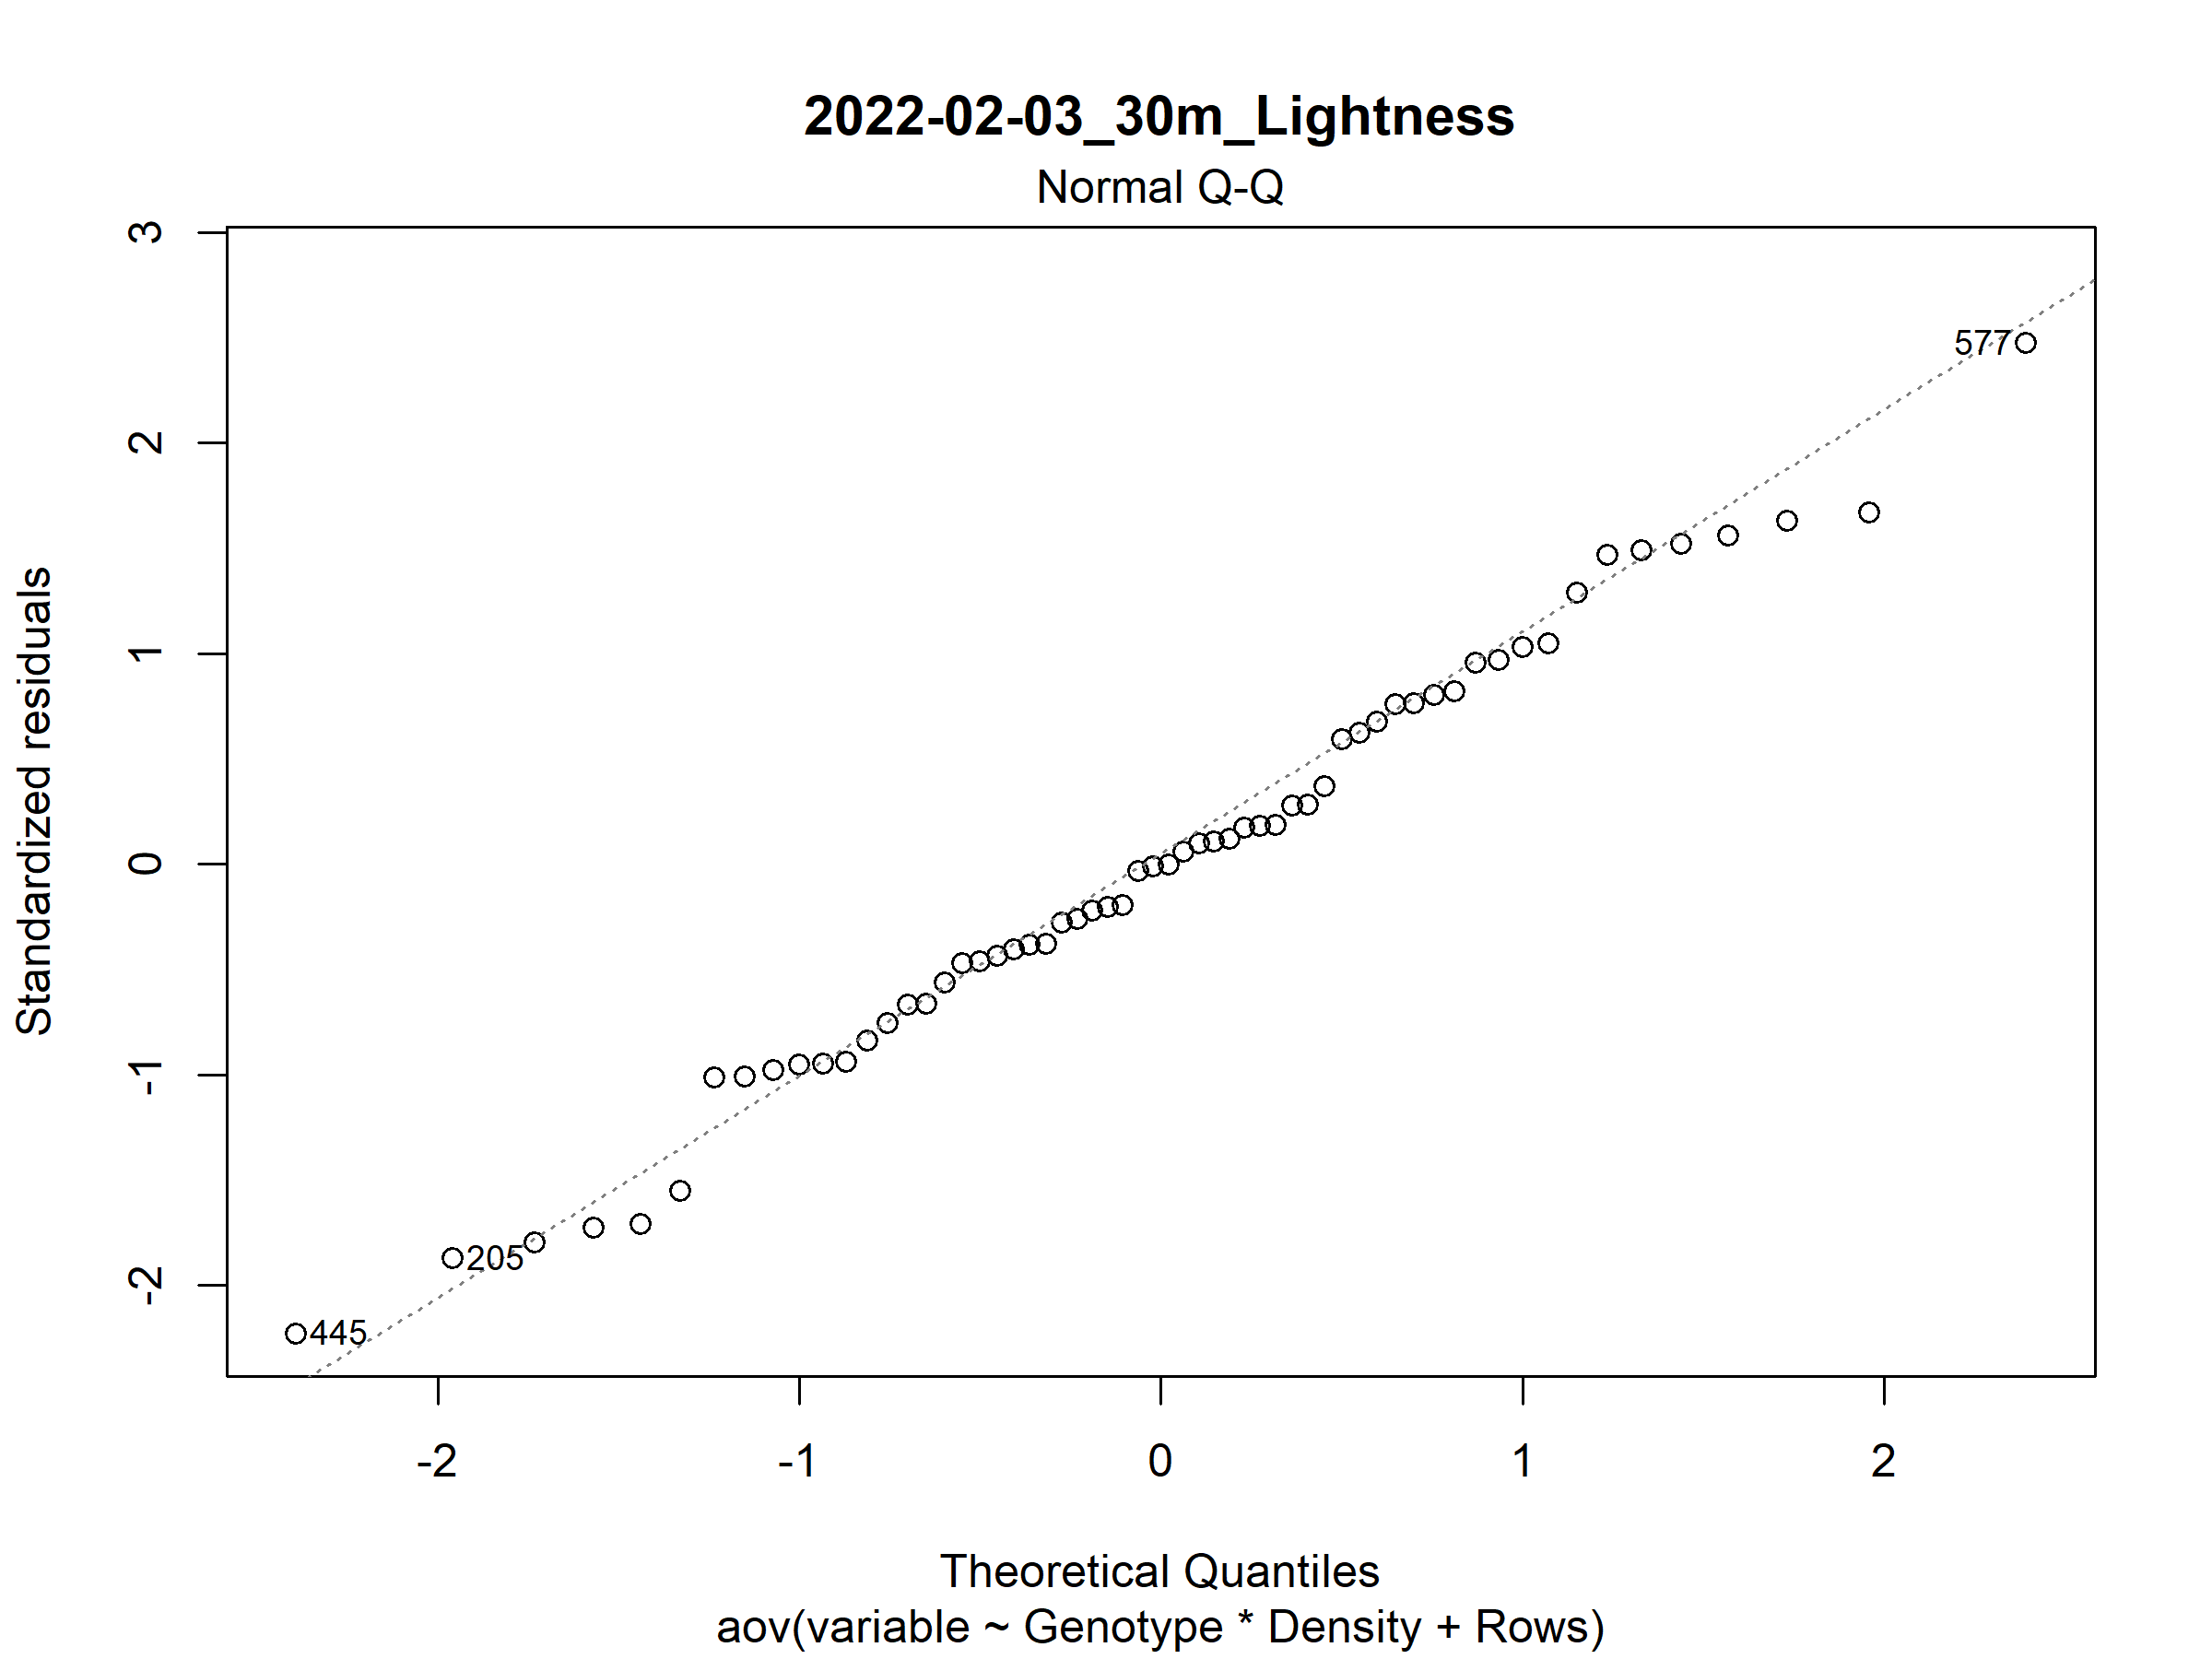 2022-02-03_30m_Lightness
Normal Q-Q
Standardized residuals
3
2
1
0
-1
-2
577
205
445
-2 -1 0 1 2
Theoretical Quantiles
aov(variable ~ Genotype * Density + Rows)